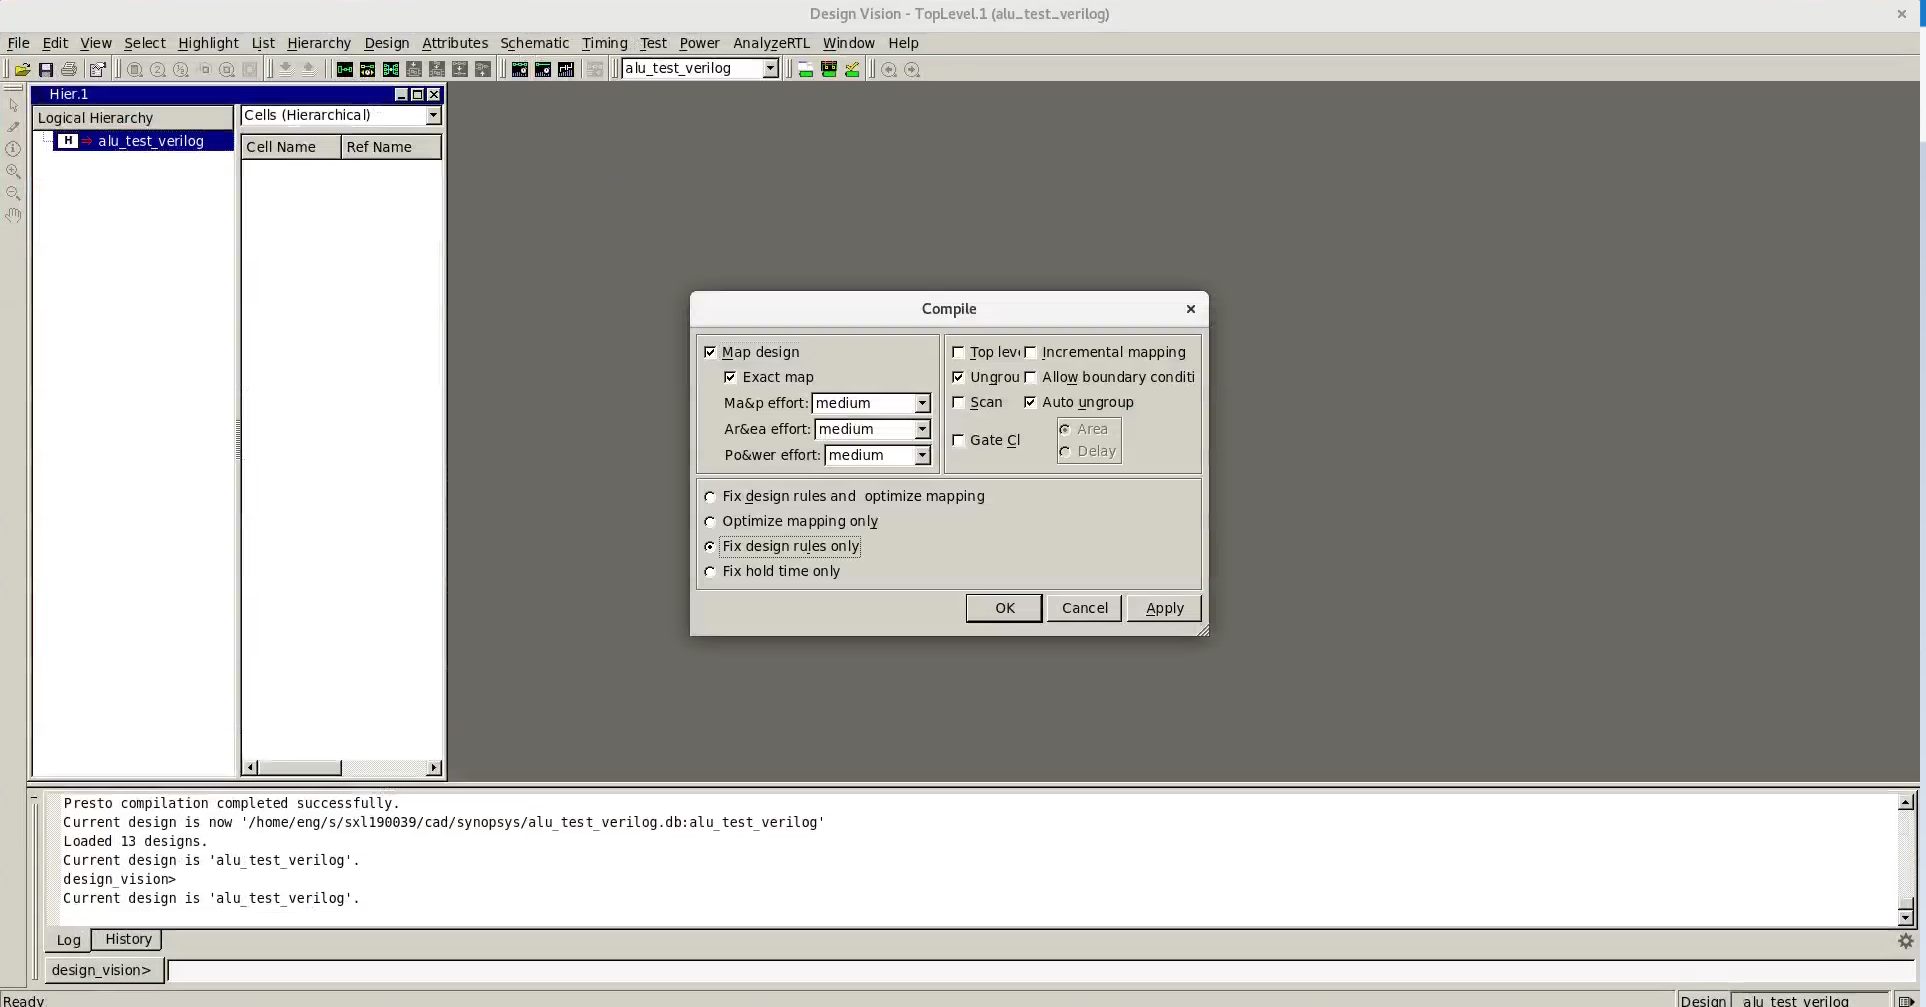 Design Vision - TopLevel.1 (alu_test_verilog)
File Edit View Select Highlight List Hierarchy Design Attributes Schematic Timing Test Power AnalyzeRTL Window Help
alu_test_verilog
Hier.1
Logical Hierarchy
H alu_test_verilog
Cells (Hierarchical)
Cell Name Ref Name
Compile
Map design
Exact map
Ma&p effort: medium
Ar&ea effort: medium
Po&wer effort: medium
Top leve Incremental mapping
Ungrou Allow boundary conditi
Scan Auto ungroup
Gate Cl
Area
Delay
Fix design rules and optimize mapping
Optimize mapping only
Fix design rules only
Fix hold time only
OK Cancel Apply
Presto compilation completed successfully.
Current design is now '/home/eng/s/sxl190039/cad/synopsys/alu_test_verilog.db:alu_test_verilog'
Loaded 13 designs.
Current design is 'alu_test_verilog'.
design_vision>
Current design is 'alu_test_verilog'.
Log History
design_vision>
Ready
Design alu_test_verilog